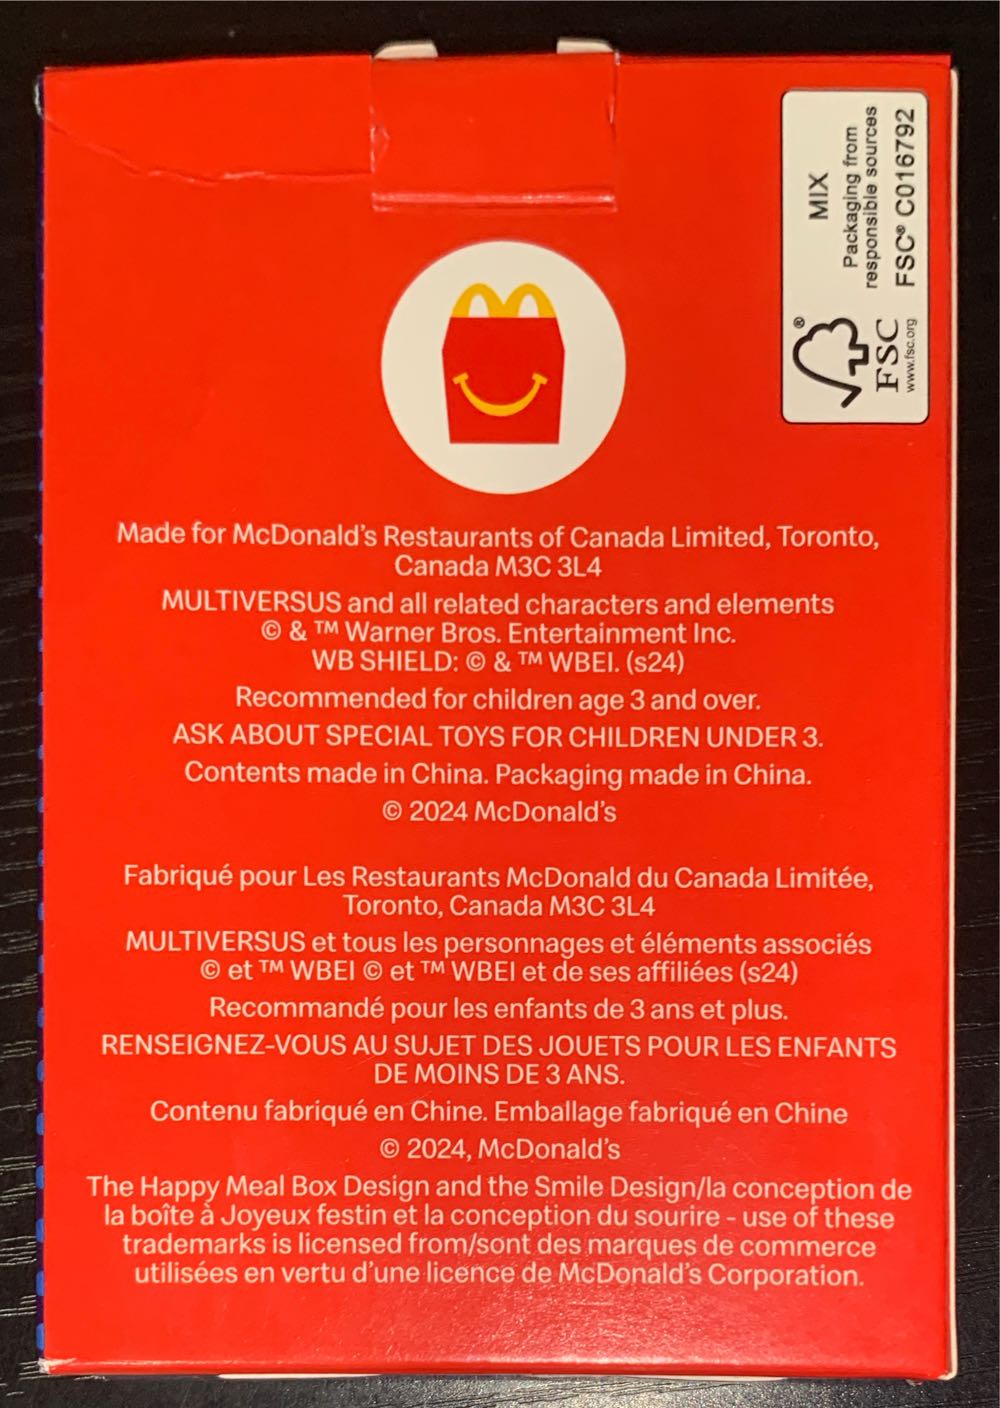 MIX
Packaging from
responsible sources
FSC® C016792
®
FSC
www.fsc.org
Made for McDonald's Restaurants of Canada Limited, Toronto,
Canada M3C 3L4
MULTIVERSUS and all related characters and elements
© & ™ Warner Bros. Entertainment Inc.
WB SHIELD: © & ™ WBEI. (s24)
Recommended for children age 3 and over.
ASK ABOUT SPECIAL TOYS FOR CHILDREN UNDER 3.
Contents made in China. Packaging made in China.
© 2024 McDonald's
Fabriqué pour Les Restaurants McDonald du Canada Limitée,
Toronto, Canada M3C 3L4
MULTIVERSUS et tous les personnages et éléments associés
© et ™ WBEI © et ™ WBEI et de ses affiliées (s24)
Recommandé pour les enfants de 3 ans et plus.
RENSEIGNEZ-VOUS AU SUJET DES JOUETS POUR LES ENFANTS
DE MOINS DE 3 ANS.
Contenu fabriqué en Chine. Emballage fabriqué en Chine
© 2024, McDonald's
The Happy Meal Box Design and the Smile Design/la conception de
la boîte à Joyeux festin et la conception du sourire - use of these
trademarks is licensed from/sont des marques de commerce
utilisées en vertu d'une licence de McDonald's Corporation.